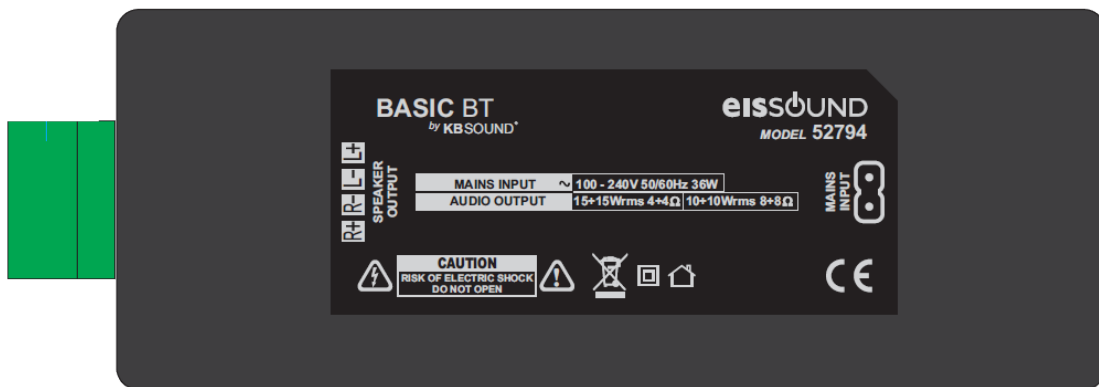 BASIC BT
by KBSOUND®
eissound
MODEL 52794
L+
L-
R-
R+
SPEAKER
OUTPUT
MAINS INPUT ~ 100 - 240V 50/60Hz 36W
AUDIO OUTPUT 15+15Wrms 4+4Ω 10+10Wrms 8+8Ω
MAINS
INPUT
CAUTION
RISK OF ELECTRIC SHOCK
DO NOT OPEN
CE